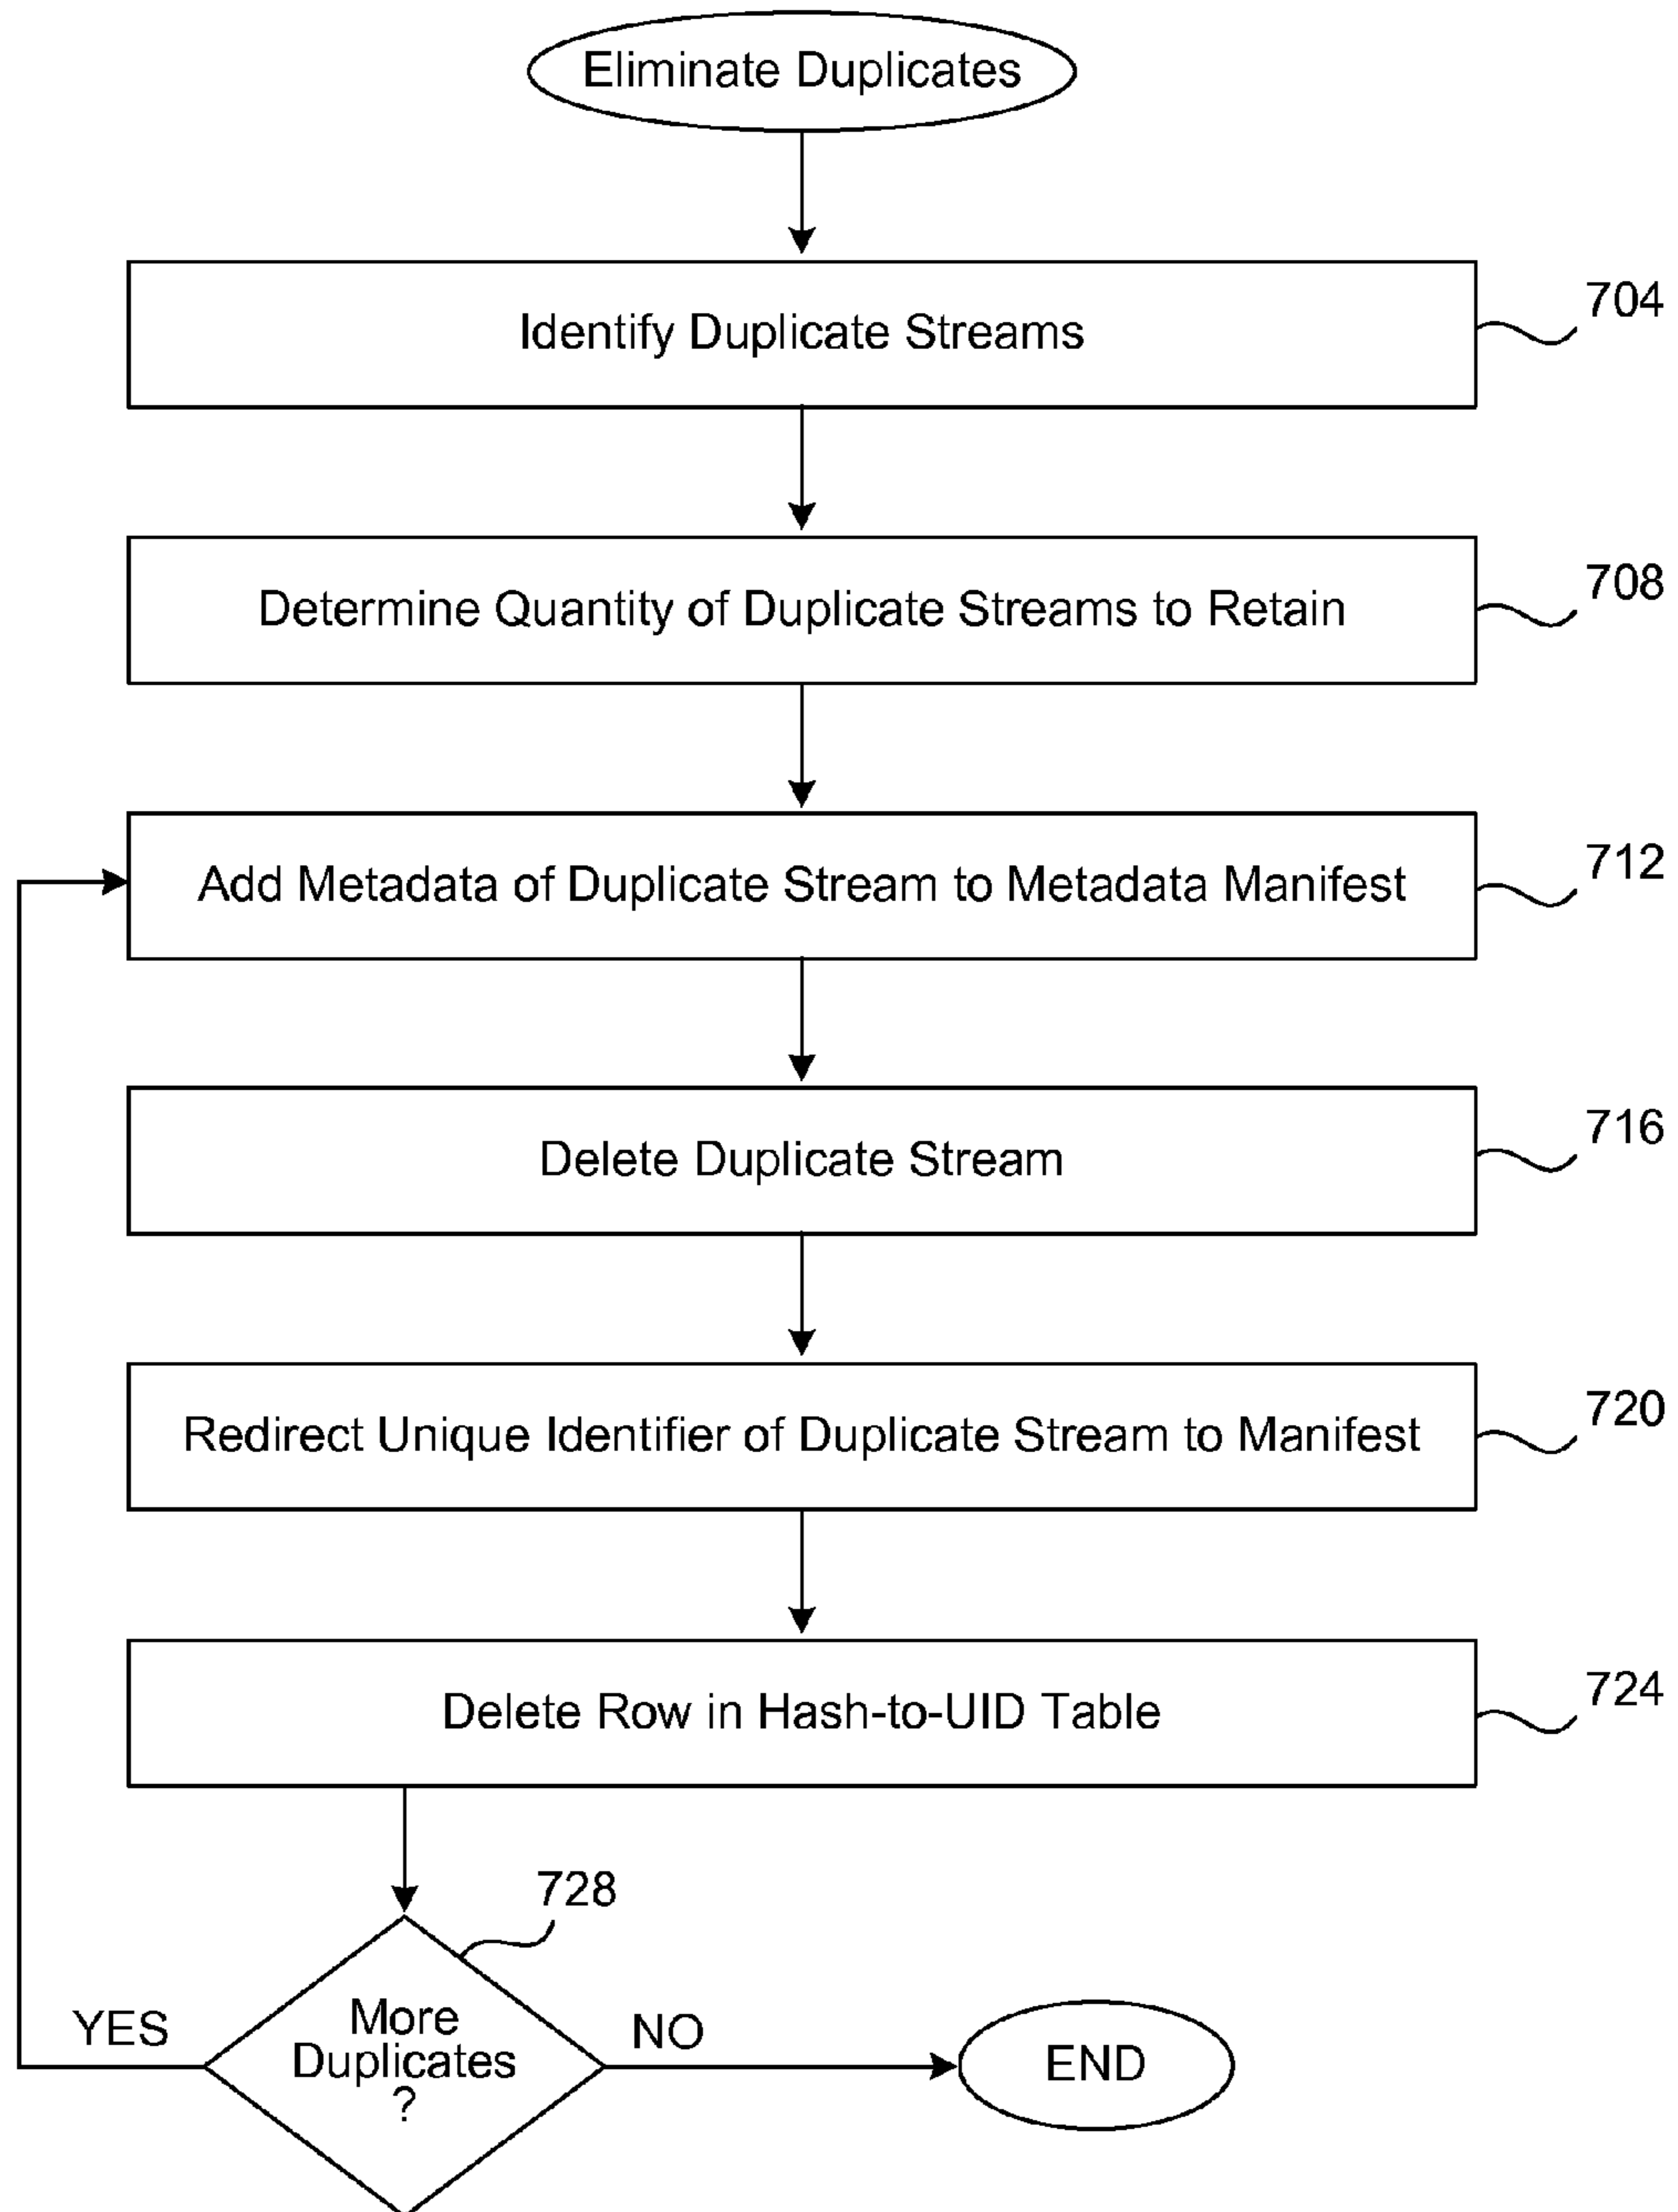 Eliminate Duplicates
Identify Duplicate Streams
704
Determine Quantity of Duplicate Streams to Retain
708
Add Metadata of Duplicate Stream to Metadata Manifest
712
Delete Duplicate Stream
716
Redirect Unique Identifier of Duplicate Stream to Manifest
720
Delete Row in Hash-to-UID Table
724
728
YES
More
Duplicates
?
NO
END